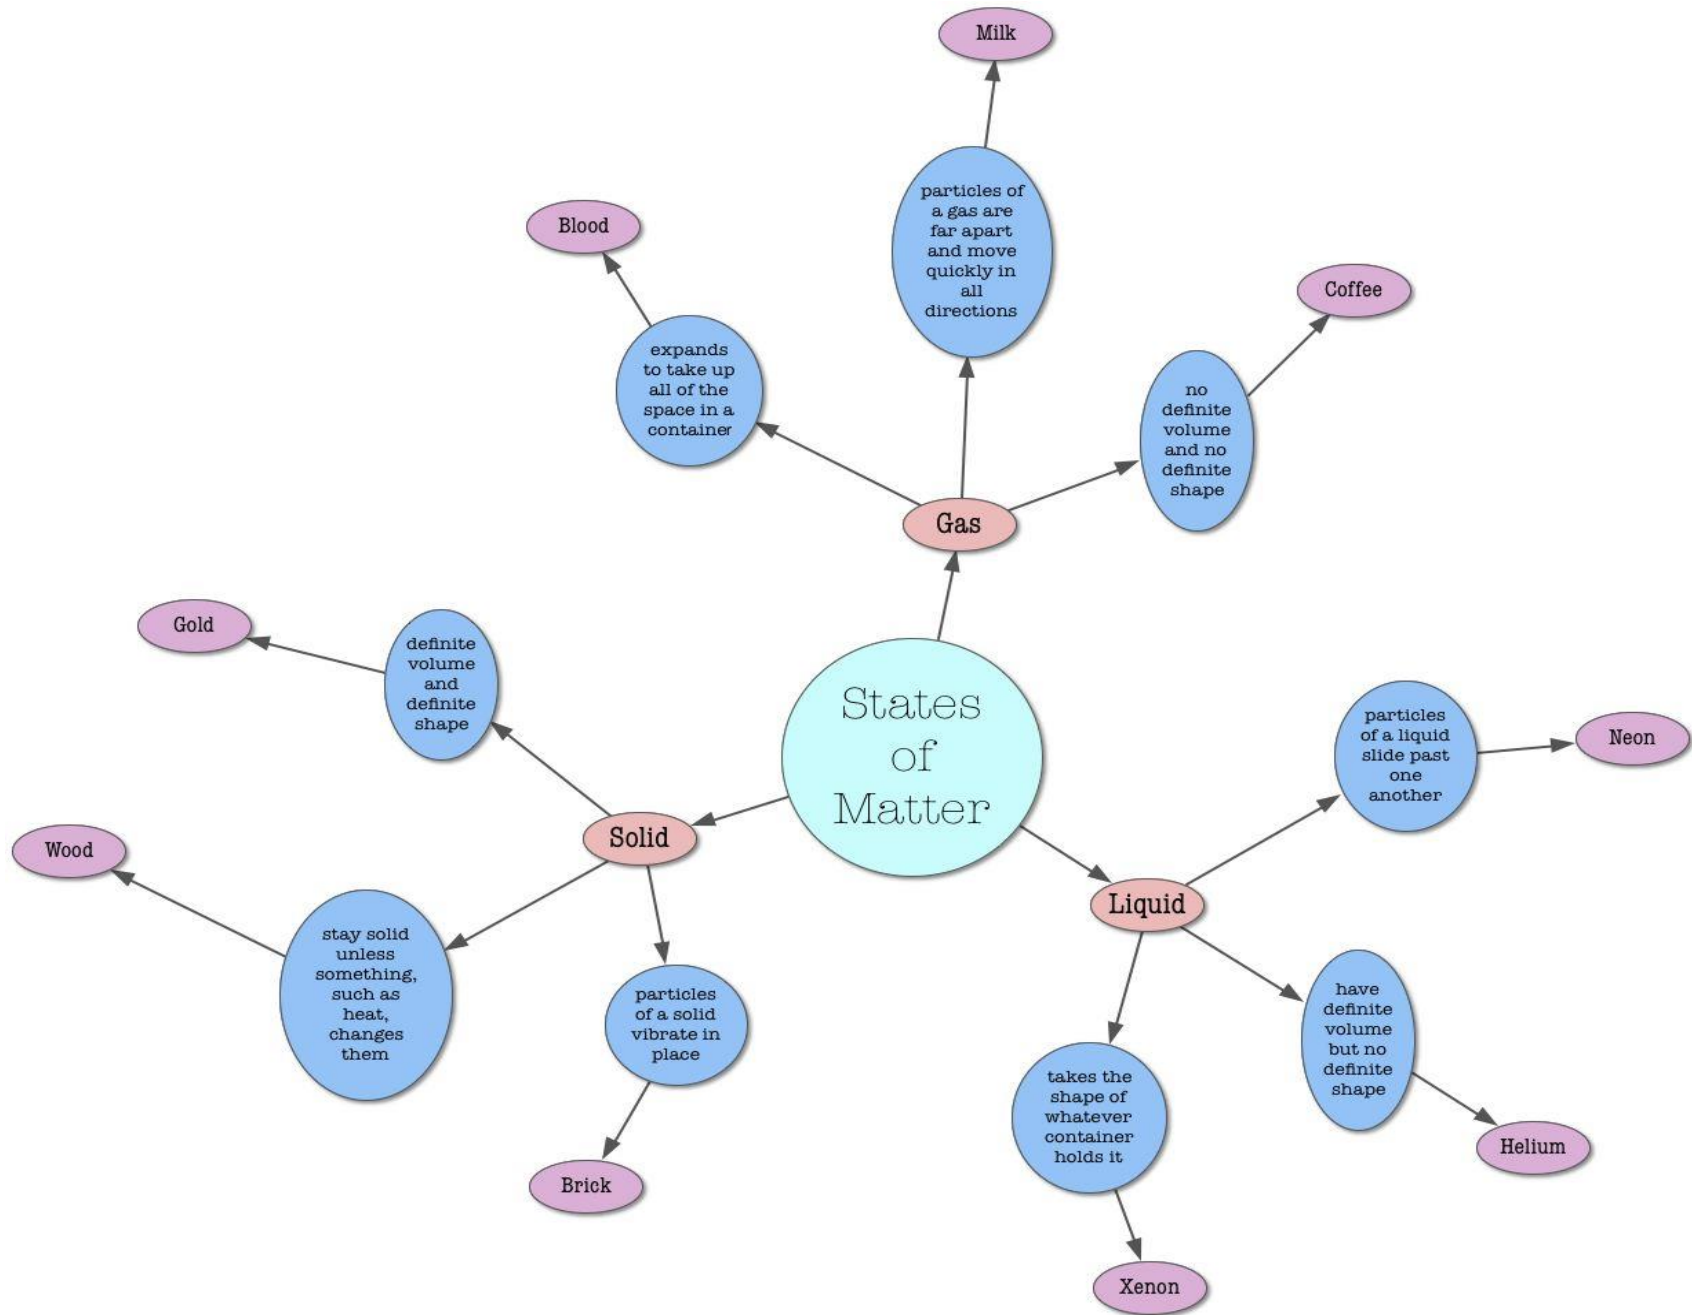 Milk
particles of
a gas are
far apart
and move
quickly in
all
directions
Blood
expands
to take up
all of the
space in a
container
Coffee
no
definite
volume
and no
definite
shape
Gas
Gold
definite
volume
and
definite
shape
States
of
Matter
particles
of a liquid
slide past
one
another
Neon
Wood
Solid
Liquid
stay solid
unless
something,
such as
heat,
changes
them
particles
of a solid
vibrate in
place
have
definite
volume
but no
definite
shape
takes the
shape of
whatever
container
holds it
Helium
Brick
Xenon